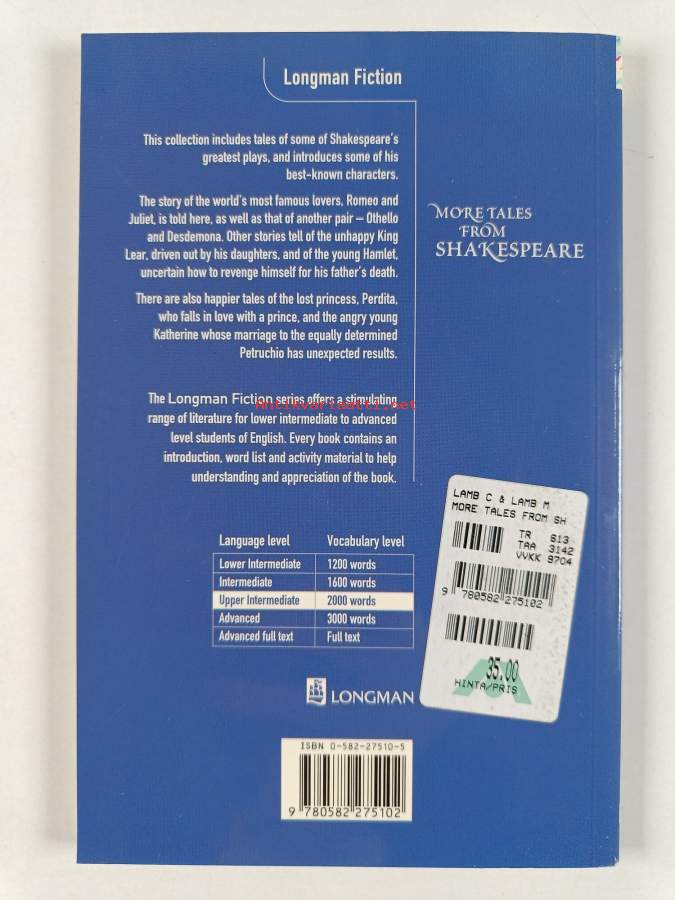 Longman Fiction
This collection includes tales of some of Shakespeare's
greatest plays, and introduces some of his
best-known characters.
The story of the world's most famous lovers, Romeo and
Juliet, is told here, as well as that of another pair – Othello
and Desdemona. Other stories tell of the unhappy King
Lear, driven out by his daughters, and of the young Hamlet,
uncertain how to revenge himself for his father's death.
There are also happier tales of the lost princess, Perdita,
who falls in love with a prince, and the angry young
Katherine whose marriage to the equally determined
Petruchio has unexpected results.
The Longman Fiction series offers a stimulating
range of literature for lower intermediate to advanced
level students of English. Every book contains an
introduction, word list and activity material to help
understanding and appreciation of the book.
Antikvariaatti.net
MORE TALES
FROM
SHAKESPEARE
Language level Vocabulary level
Lower Intermediate 1200 words
Intermediate 1600 words
Upper Intermediate 2000 words
Advanced 3000 words
Advanced full text Full text
LONGMAN
ISBN 0-582-27510-5
9 780582 275102
LAMB C & LAMB M
MORE TALES FROM SH
TR 613
TAA 3142
VVKK 9704
9 780582 275102
35.00
HINTA/PRIS